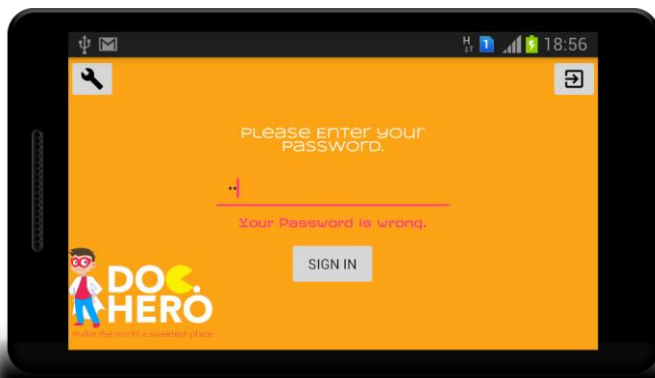 H
1
18:56
PLEASE ENTER YOUR
PASSWORD.
Your Password is wrong.
SIGN IN
DOC.
HERO
make the world a sweetest place